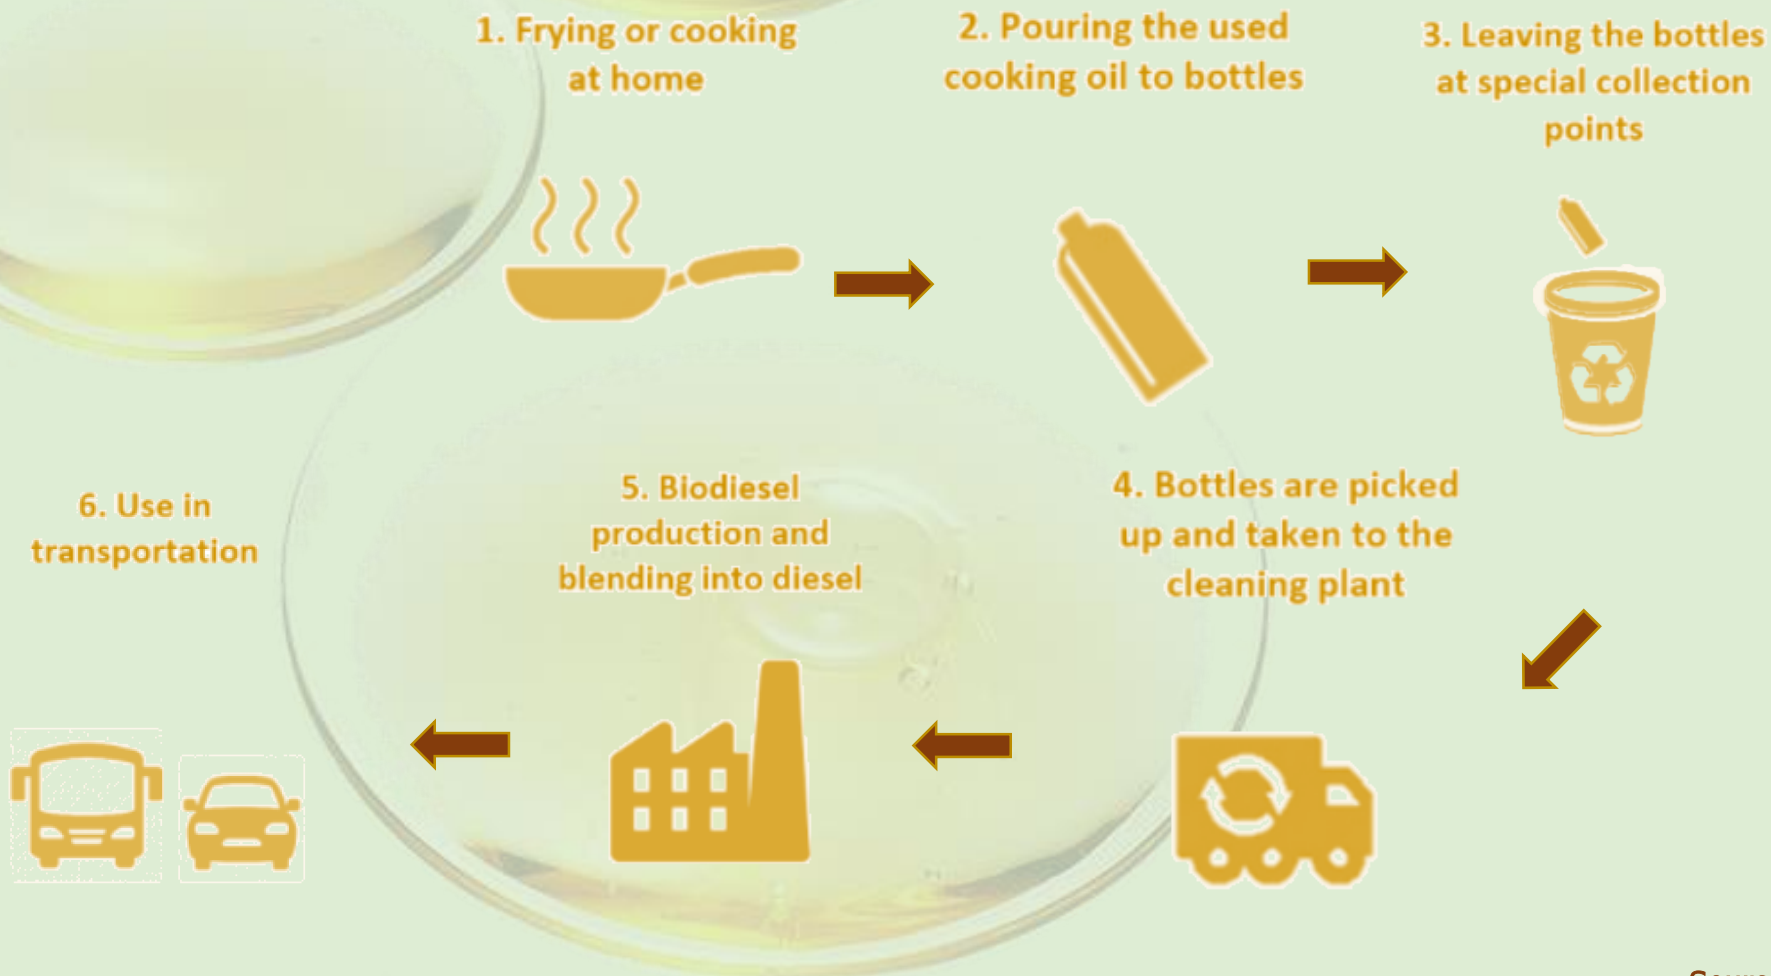 1. Frying or cooking
at home
2. Pouring the used
cooking oil to bottles
3. Leaving the bottles
at special collection
points
4. Bottles are picked
up and taken to the
cleaning plant
5. Biodiesel
production and
blending into diesel
6. Use in
transportation